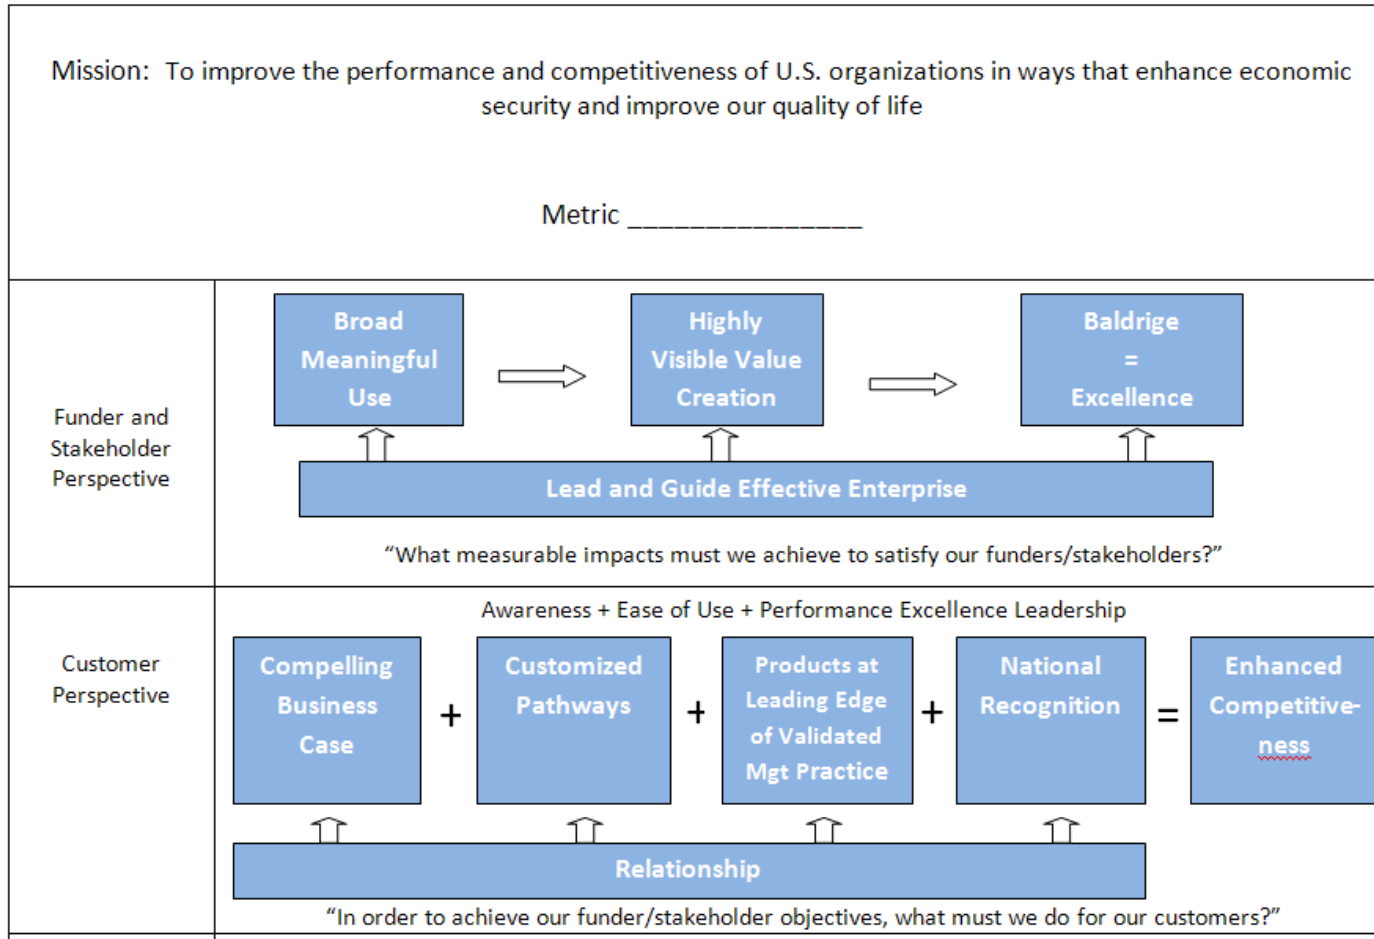 Mission: To improve the performance and competitiveness of U.S. organizations in ways that enhance economic
security and improve our quality of life
Metric _______________
Funder and
Stakeholder
Perspective
Broad
Meaningful
Use
Highly
Visible Value
Creation
Baldrige
=
Excellence
Lead and Guide Effective Enterprise
“What measurable impacts must we achieve to satisfy our funders/stakeholders?”
Customer
Perspective
Awareness + Ease of Use + Performance Excellence Leadership
Compelling
Business
Case
+
Customized
Pathways
+
Products at
Leading Edge
of Validated
Mgt Practice
+
National
Recognition
=
Enhanced
Competitive-
ness
Relationship
“In order to achieve our funder/stakeholder objectives, what must we do for our customers?”